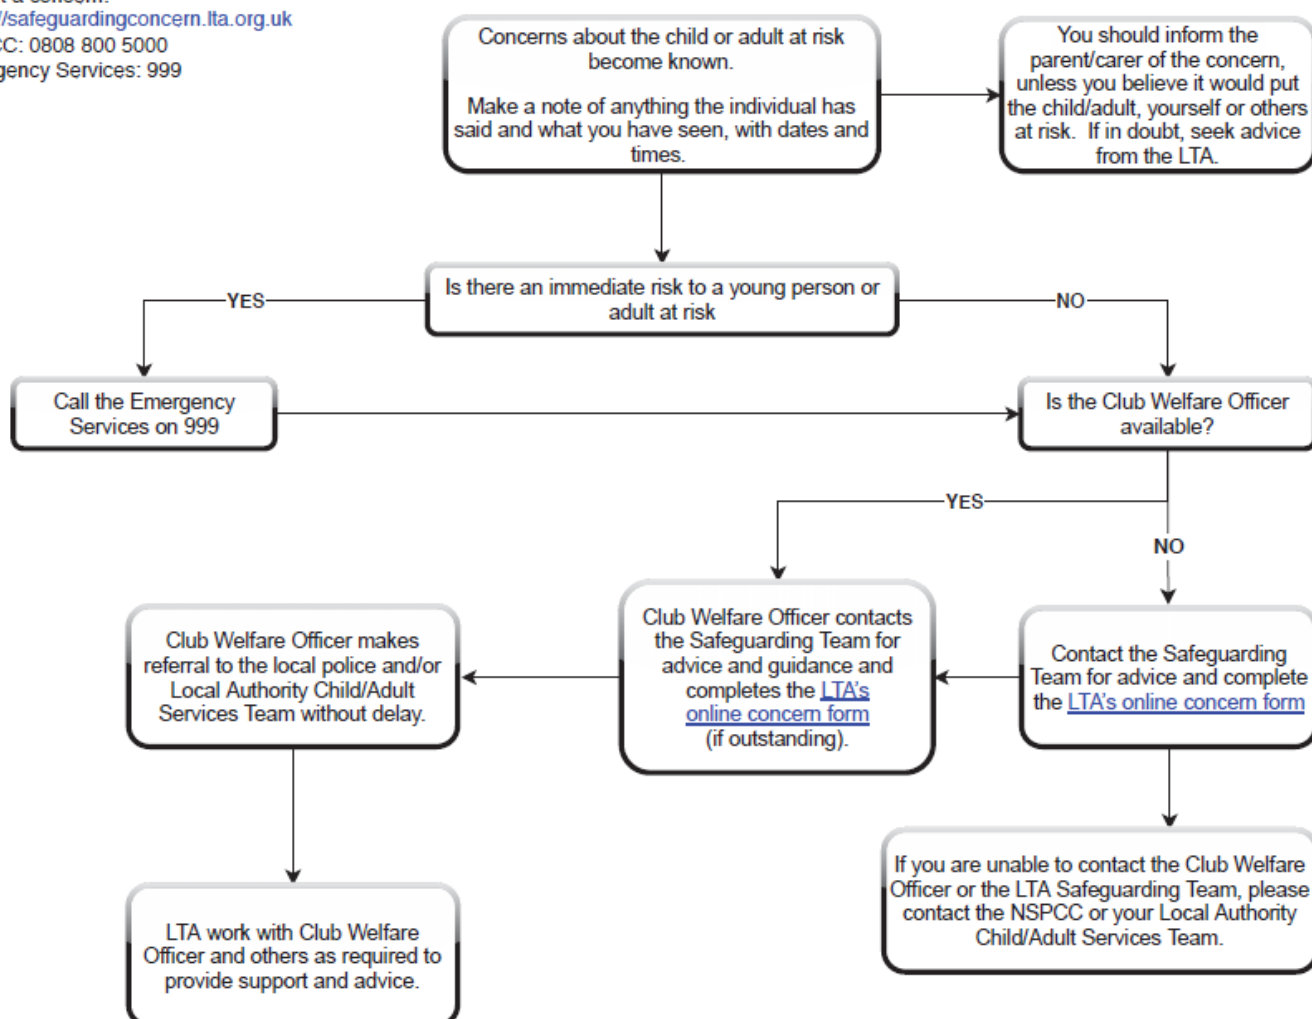 //safeguardingconcern.lta.org.uk
0808 800 5000
Services: 999
Concerns about the child or adult at risk
become known.
Make a note of anything the individual has
said and what you have seen, with dates and
times.
You should inform the
parent/carer of the concern,
unless you believe it would put
the child/adult, yourself or others
at risk. If in doubt, seek advice
from the LTA.
Is there an immediate risk to a young person or
adult at risk
YES
NO
Call the Emergency
Services on 999
Is the Club Welfare Officer
available?
YES
NO
Club Welfare Officer makes
referral to the local police and/or
Local Authority Child/Adult
Services Team without delay.
Club Welfare Officer contacts
the Safeguarding Team for
advice and guidance and
completes the LTA's
online concern form
(if outstanding).
Contact the Safeguarding
Team for advice and complete
the LTA's online concern form
LTA work with Club Welfare
Officer and others as required to
provide support and advice.
If you are unable to contact the Club Welfare
Officer or the LTA Safeguarding Team, please
contact the NSPCC or your Local Authority
Child/Adult Services Team.